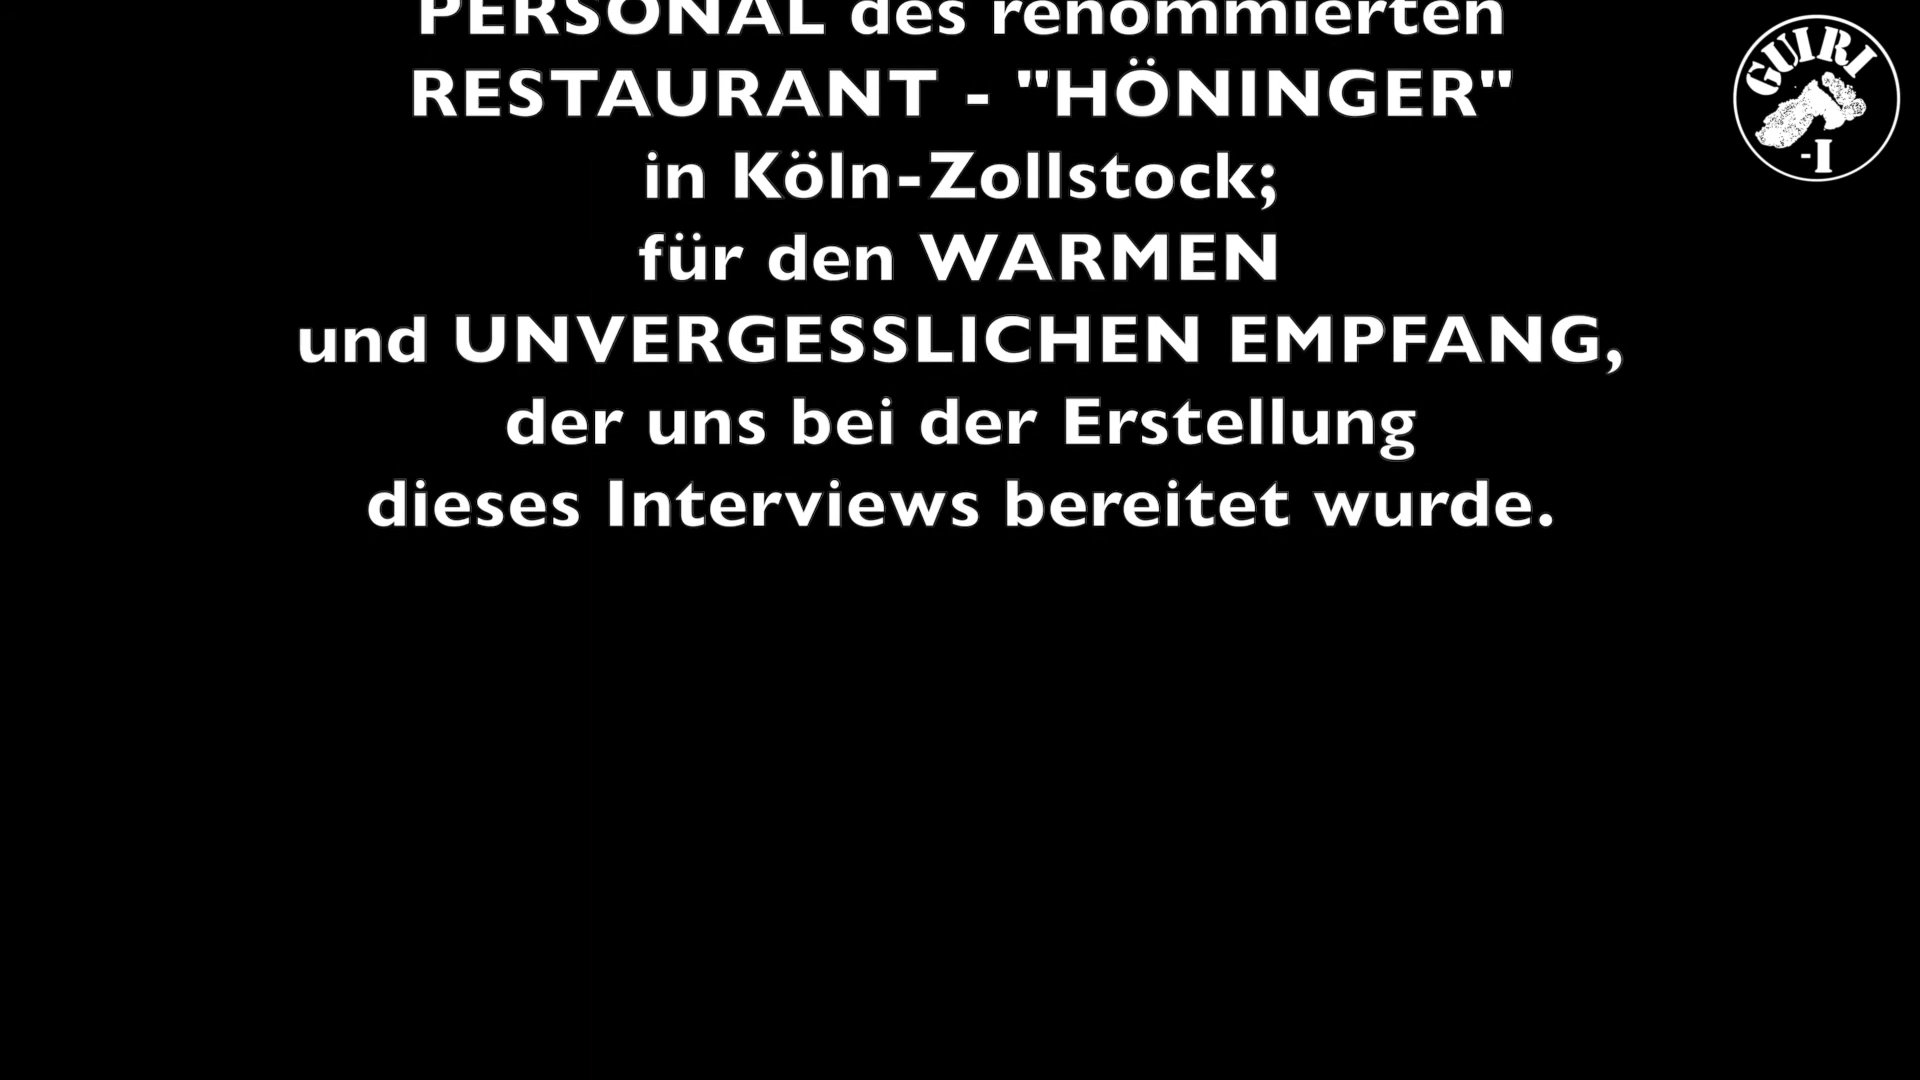 PERSONAL des renommierten
RESTAURANT - "HÖNINGER"
in Köln-Zollstock;
für den WARMEN
und UNVERGESSLICHEN EMPFANG,
der uns bei der Erstellung
dieses Interviews bereitet wurde.
GUIRI
-I